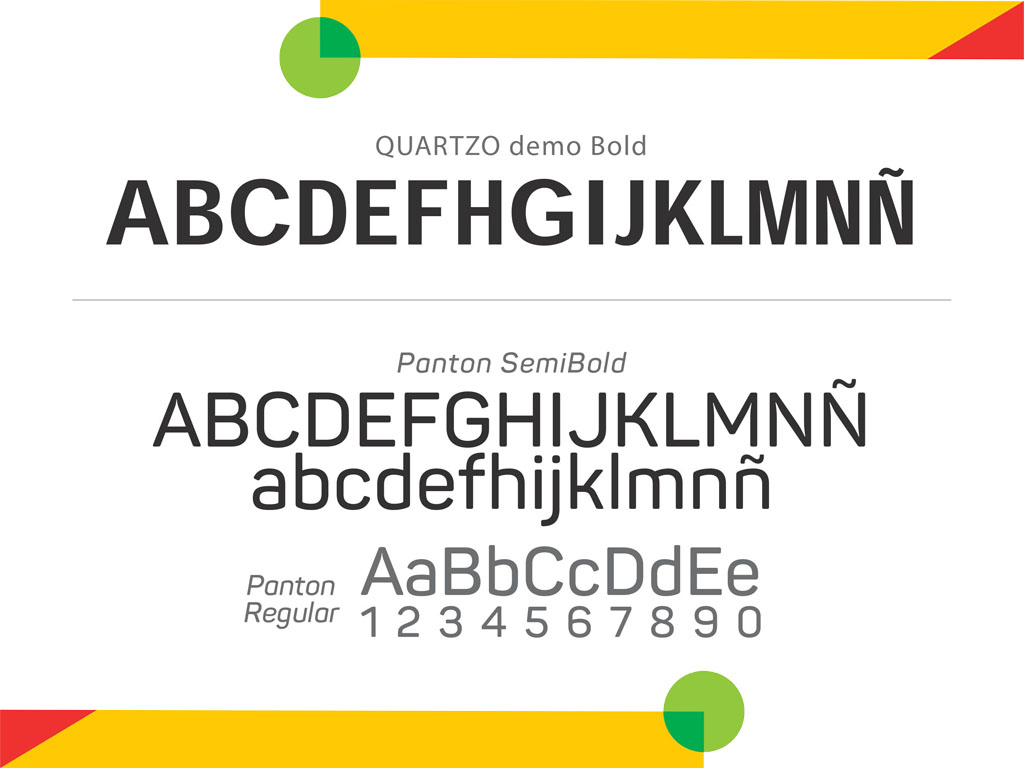 QUARTZO demo Bold
ABCDEFHGIJKLMNÑ
Panton SemiBold
ABCDEFGHIJKLMNÑ
abcdefhijklmnñ
Panton
Regular
AaBbCcDdEe
1 2 3 4 5 6 7 8 9 0